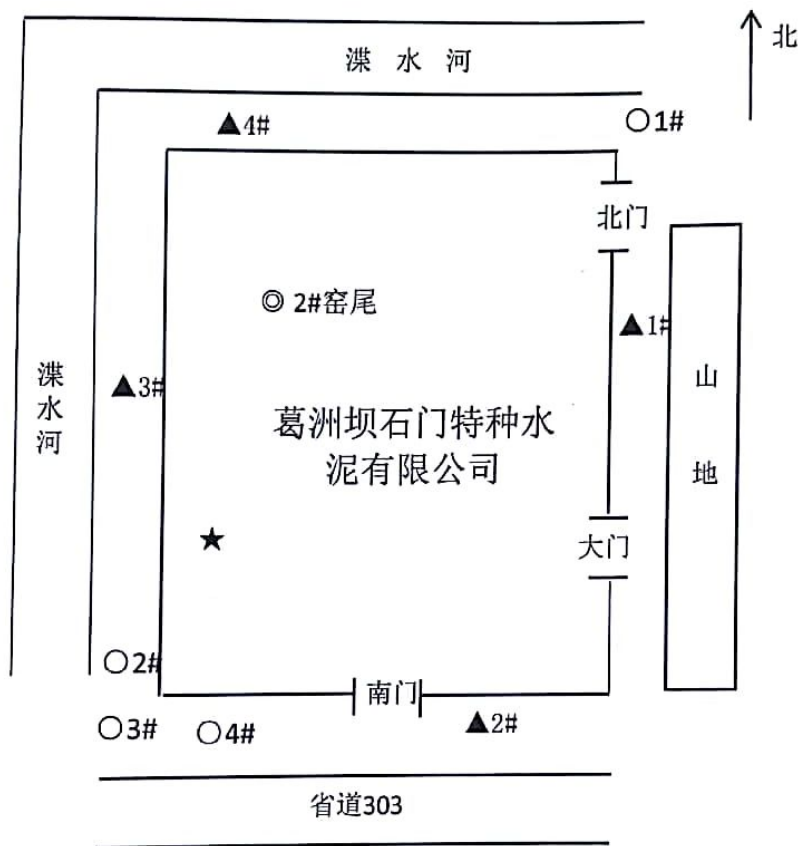 渫水河
北
▲4#
○1#
北门
◎ 2#窑尾
▲1#
渫
水
河
▲3#
山
地
葛洲坝石门特种水
泥有限公司
★
大门
○2#
南门
▲2#
○3#
○4#
省道303